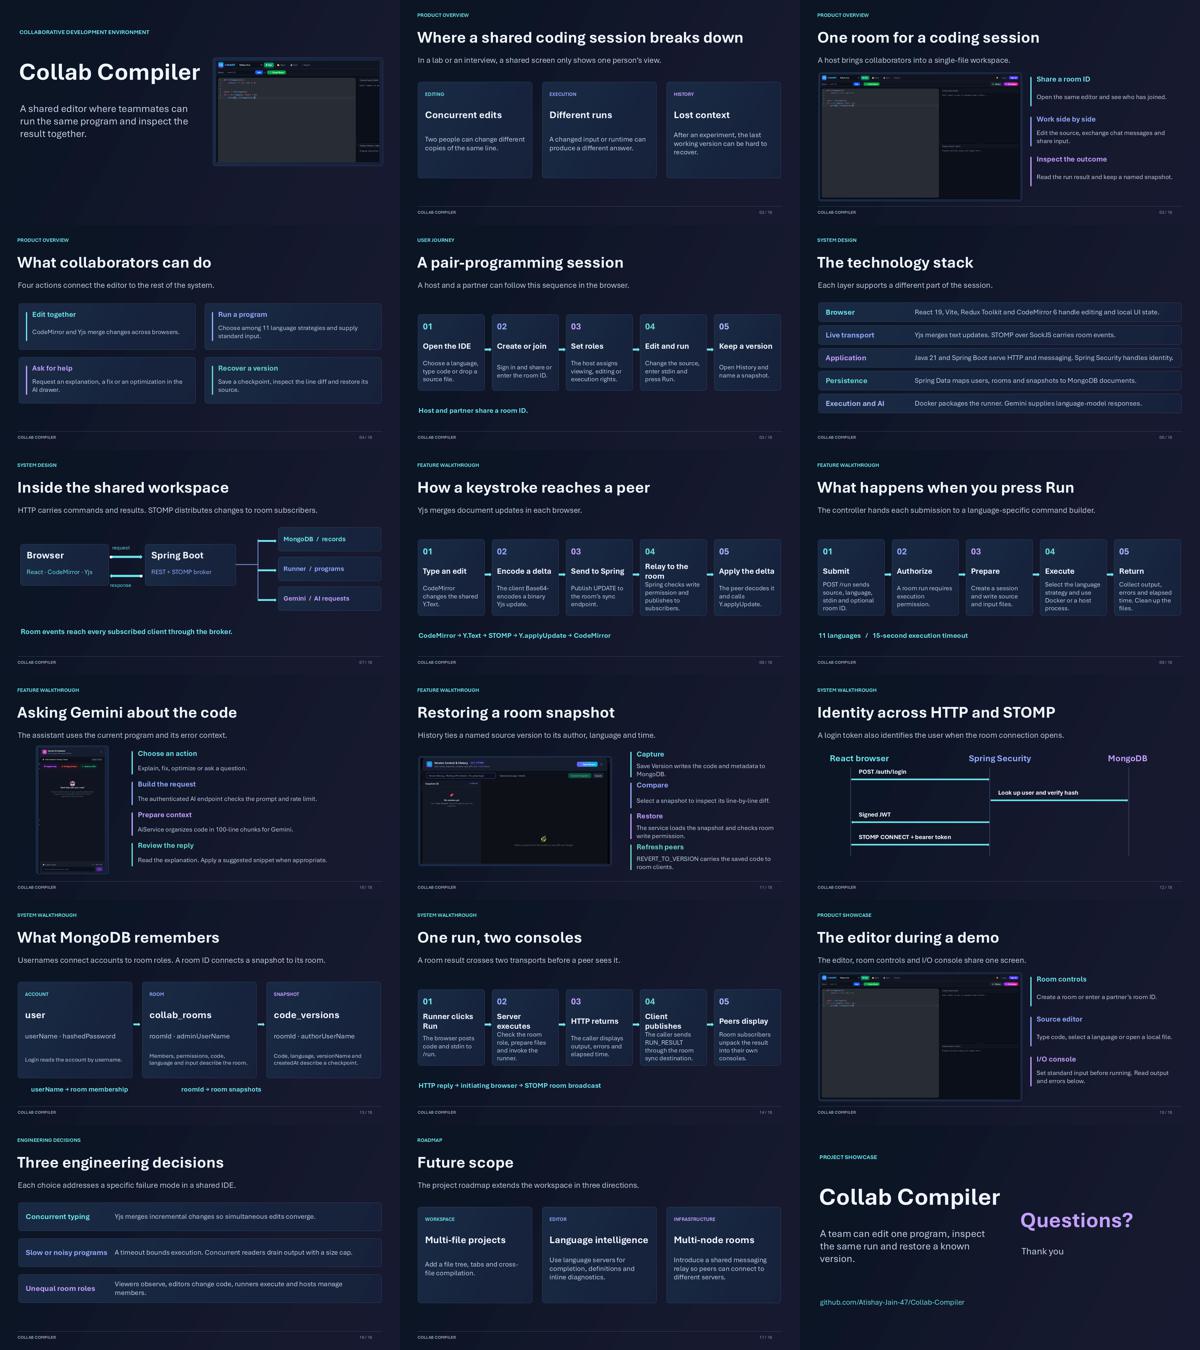 COLLABORATIVE DEVELOPMENT ENVIRONMENT
Collab Compiler
A shared editor where teammates can
run the same program and inspect the
result together.
PRODUCT OVERVIEW
Where a shared coding session breaks down
In a lab or an interview, a shared screen only shows one person's view.
EDITING
Concurrent edits
Two people can change different
copies of the same line.
EXECUTION
Different runs
A changed input or runtime can
produce a different answer.
HISTORY
Lost context
After an experiment, the last
working version can be hard to
recover.
COLLAB COMPILER
02 / 18
PRODUCT OVERVIEW
One room for a coding session
A host brings collaborators into a single-file workspace.
Share a room ID
Open the same editor and see who has joined.
Work side by side
Edit the source, exchange chat messages and
share input.
Inspect the outcome
Read the run result and keep a named snapshot.
COLLAB COMPILER
03 / 18
PRODUCT OVERVIEW
What collaborators can do
Four actions connect the editor to the rest of the system.
Edit together
CodeMirror and Yjs merge changes across browsers.
Run a program
Choose among 11 language strategies and supply
standard input.
Ask for help
Request an explanation, a fix or an optimization in the
AI drawer.
Recover a version
Save a checkpoint, inspect the line diff and restore its
source.
COLLAB COMPILER
04 / 18
USER JOURNEY
A pair-programming session
A host and a partner can follow this sequence in the browser.
01
Open the IDE
Choose a language,
type code or drop a
source file.
02
Create or join
Sign in and share or
enter the room ID.
03
Set roles
The host assigns
viewing, editing or
execution rights.
04
Edit and run
Change the source,
enter stdin and
press Run.
05
Keep a version
Open History and
name a snapshot.
Host and partner share a room ID.
COLLAB COMPILER
05 / 18
SYSTEM DESIGN
The technology stack
Each layer supports a different part of the session.
Browser
React 19, Vite, Redux Toolkit and CodeMirror 6 handle editing and local UI state.
Live transport
Yjs merges text updates. STOMP over SockJS carries room events.
Application
Java 21 and Spring Boot serve HTTP and messaging. Spring Security handles identity.
Persistence
Spring Data maps users, rooms and snapshots to MongoDB documents.
Execution and AI
Docker packages the runner. Gemini supplies language-model responses.
COLLAB COMPILER
06 / 18
SYSTEM DESIGN
Inside the shared workspace
HTTP carries commands and results. STOMP distributes changes to room subscribers.
Browser
React · CodeMirror · Yjs
request
response
Spring Boot
REST + STOMP broker
MongoDB / records
Runner / programs
Gemini / AI requests
Room events reach every subscribed client through the broker.
COLLAB COMPILER
07 / 18
FEATURE WALKTHROUGH
How a keystroke reaches a peer
Yjs merges document updates in each browser.
01
Type an edit
CodeMirror
changes the shared
Y.Text.
02
Encode a delta
The client Base64-
encodes a binary
Yjs update.
03
Send to Spring
Publish UPDATE to
the room's sync
endpoint.
04
Relay to the
room
Spring checks write
permission and
publishes to
subscribers.
05
Apply the delta
The peer decodes it
and calls
Y.applyUpdate.
CodeMirror → Y.Text → STOMP → Y.applyUpdate → CodeMirror
COLLAB COMPILER
08 / 18
FEATURE WALKTHROUGH
What happens when you press Run
The controller hands each submission to a language-specific command builder.
01
Submit
POST /run sends
source, language,
stdin and optional
room ID.
02
Authorize
A room run requires
execution
permission.
03
Prepare
Create a session
and write source
and input files.
04
Execute
Select the language
strategy and use
Docker or a host
process.
05
Return
Collect output,
errors and elapsed
time. Clean up the
files.
11 languages / 15-second execution timeout
COLLAB COMPILER
09 / 18
FEATURE WALKTHROUGH
Asking Gemini about the code
The assistant uses the current program and its error context.
Choose an action
Explain, fix, optimize or ask a question.
Build the request
The authenticated AI endpoint checks the prompt and rate limit.
Prepare context
AiService organizes code in 100-line chunks for Gemini.
Review the reply
Read the explanation. Apply a suggested snippet when appropriate.
COLLAB COMPILER
10 / 18
FEATURE WALKTHROUGH
Restoring a room snapshot
History ties a named source version to its author, language and time.
Capture
Save Version writes the code and metadata to
MongoDB.
Compare
Select a snapshot to inspect its line-by-line diff.
Restore
The service loads the snapshot and checks room
write permission.
Refresh peers
REVERT_TO_VERSION carries the saved code to
room clients.
COLLAB COMPILER
11 / 18
SYSTEM WALKTHROUGH
Identity across HTTP and STOMP
A login token also identifies the user when the room connection opens.
React browser
Spring Security
MongoDB
POST /auth/login
Look up user and verify hash
Signed JWT
STOMP CONNECT + bearer token
COLLAB COMPILER
12 / 18
SYSTEM WALKTHROUGH
What MongoDB remembers
Usernames connect accounts to room roles. A room ID connects a snapshot to its room.
ACCOUNT
user
userName · hashedPassword
Login reads the account by username.
ROOM
collab_rooms
roomId · adminUserName
Members, permissions, code,
language and input describe the room.
SNAPSHOT
code_versions
roomId · authorUserName
Code, language, versionName and
createdAt describe a checkpoint.
userName → room membership
roomId → room snapshots
COLLAB COMPILER
13 / 18
SYSTEM WALKTHROUGH
One run, two consoles
A room result crosses two transports before a peer sees it.
01
Runner clicks
Run
The browser posts
code and stdin to
/run.
02
Server
executes
Check the room
role, prepare files
and invoke the
runner.
03
HTTP returns
The caller displays
output, errors and
elapsed time.
04
Client
publishes
The caller sends
RUN_RESULT
through the room
sync destination.
05
Peers display
Room subscribers
unpack the result
into their own
consoles.
HTTP reply → initiating browser → STOMP room broadcast
COLLAB COMPILER
14 / 18
PRODUCT SHOWCASE
The editor during a demo
The editor, room controls and I/O console share one screen.
Room controls
Create a room or enter a partner's room ID.
Source editor
Type code, select a language or open a local file.
I/O console
Set standard input before running. Read output
and errors below.
COLLAB COMPILER
15 / 18
ENGINEERING DECISIONS
Three engineering decisions
Each choice addresses a specific failure mode in a shared IDE.
Concurrent typing
Yjs merges incremental changes so simultaneous edits converge.
Slow or noisy programs
A timeout bounds execution. Concurrent readers drain output with a size cap.
Unequal room roles
Viewers observe, editors change code, runners execute and hosts manage
members.
COLLAB COMPILER
16 / 18
ROADMAP
Future scope
The project roadmap extends the workspace in three directions.
WORKSPACE
Multi-file projects
Add a file tree, tabs and cross-
file compilation.
EDITOR
Language intelligence
Use language servers for
completion, definitions and
inline diagnostics.
INFRASTRUCTURE
Multi-node rooms
Introduce a shared messaging
relay so peers can connect to
different servers.
COLLAB COMPILER
17 / 18
PROJECT SHOWCASE
Collab Compiler
A team can edit one program, inspect
the same run and restore a known
version.
github.com/Atishay-Jain-47/Collab-Compiler
Questions?
Thank you